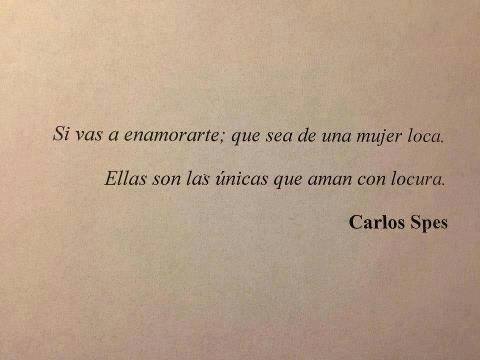 Si vas a enamorarte; que sea de una mujer loca.
Ellas son las únicas que aman con locura.
Carlos Spes